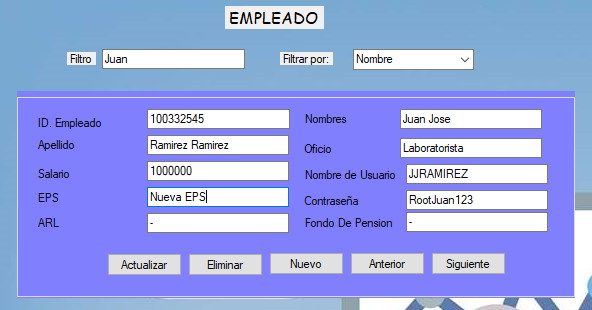 EMPLEADO
Filtro Juan Filtrar por: Nombre
ID. Empleado 100332545 Nombres Juan Jose
Apellido Ramirez Ramirez Oficio Laboratorista
Salario 1000000 Nombre de Usuario JJRAMIREZ
EPS Nueva EPS Contraseña RootJuan123
ARL - Fondo De Pension -
Actualizar Eliminar Nuevo Anterior Siguiente